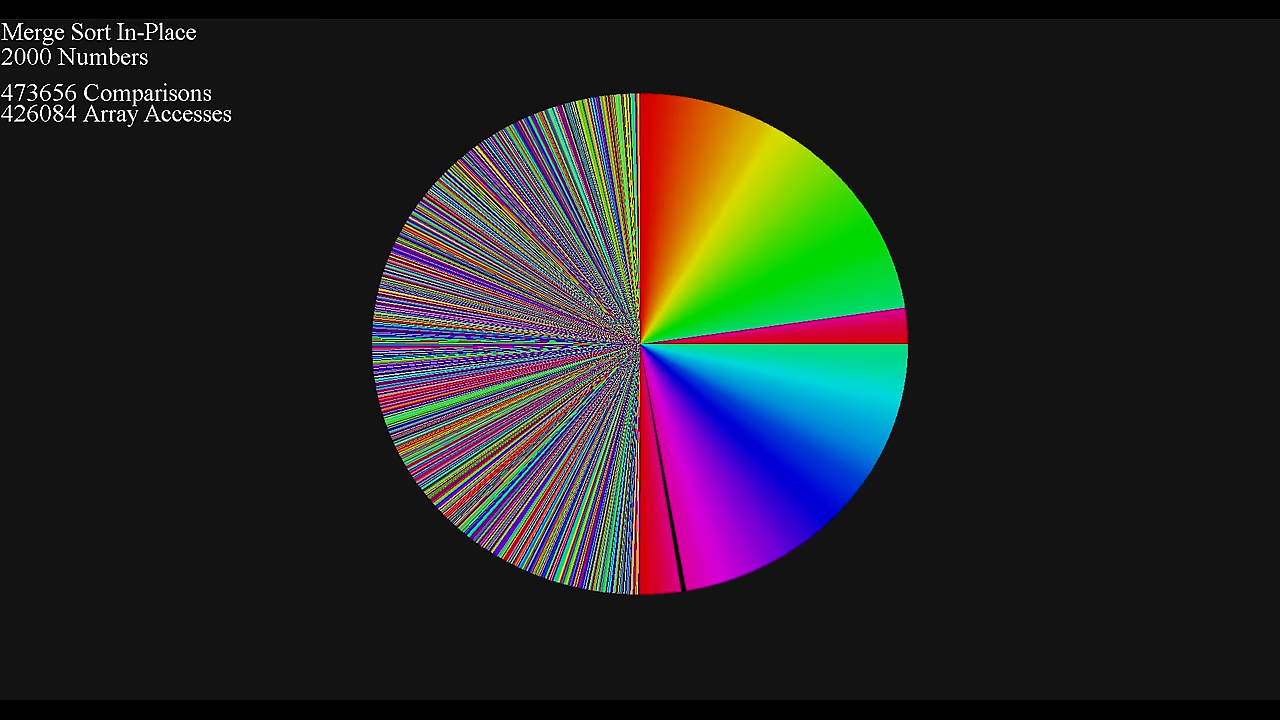 Merge Sort In-Place
2000 Numbers
473656 Comparisons
426084 Array Accesses